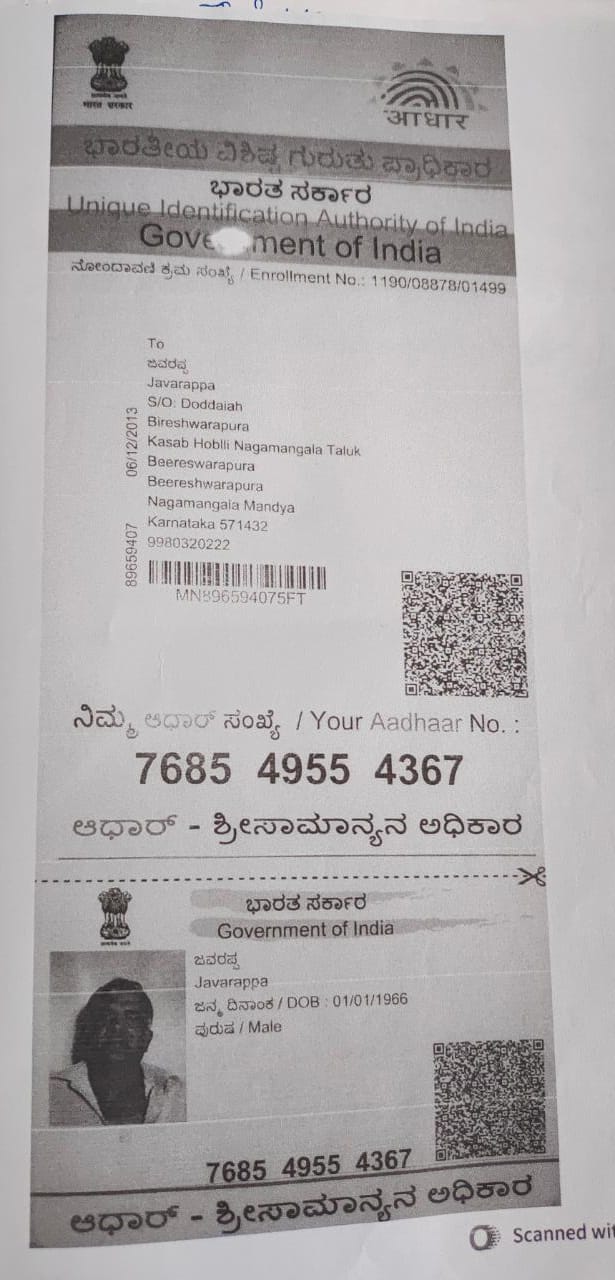 भारत सरकार
आधार
ಭಾರತೀಯ ವಿಶಿಷ್ಟ ಗುರುತು ಪ್ರಾಧಿಕಾರ
ಭಾರತ ಸರ್ಕಾರ
Unique Identification Authority of India
Gove ment of India
ನೋಂದಾವಣಿ ಕ್ರಮ ಸಂಖ್ಯೆ / Enrollment No.: 1190/08878/01499
To
ಜವರಪ್ಪ
Javarappa
S/O: Doddaiah
Bireshwarapura
Kasab Hoblli Nagamangala Taluk
Beereswarapura
Beereshwarapura
Nagamangala Mandya
Karnataka 571432
9980320222
89659407 06/12/2013
MN896594075FT
ನಿಮ್ಮ ಆಧಾರ್ ಸಂಖ್ಯೆ / Your Aadhaar No. :
7685 4955 4367
ಆಧಾರ್ - ಶ್ರೀಸಾಮಾನ್ಯನ ಅಧಿಕಾರ
ಭಾರತ ಸರ್ಕಾರ
Government of India
ಜವರಪ್ಪ
Javarappa
ಜನ್ಮ ದಿನಾಂಕ / DOB : 01/01/1966
ಪುರುಷ / Male
7685 4955 4367
ಆಧಾರ್ - ಶ್ರೀಸಾಮಾನ್ಯನ ಅಧಿಕಾರ
Scanned wit